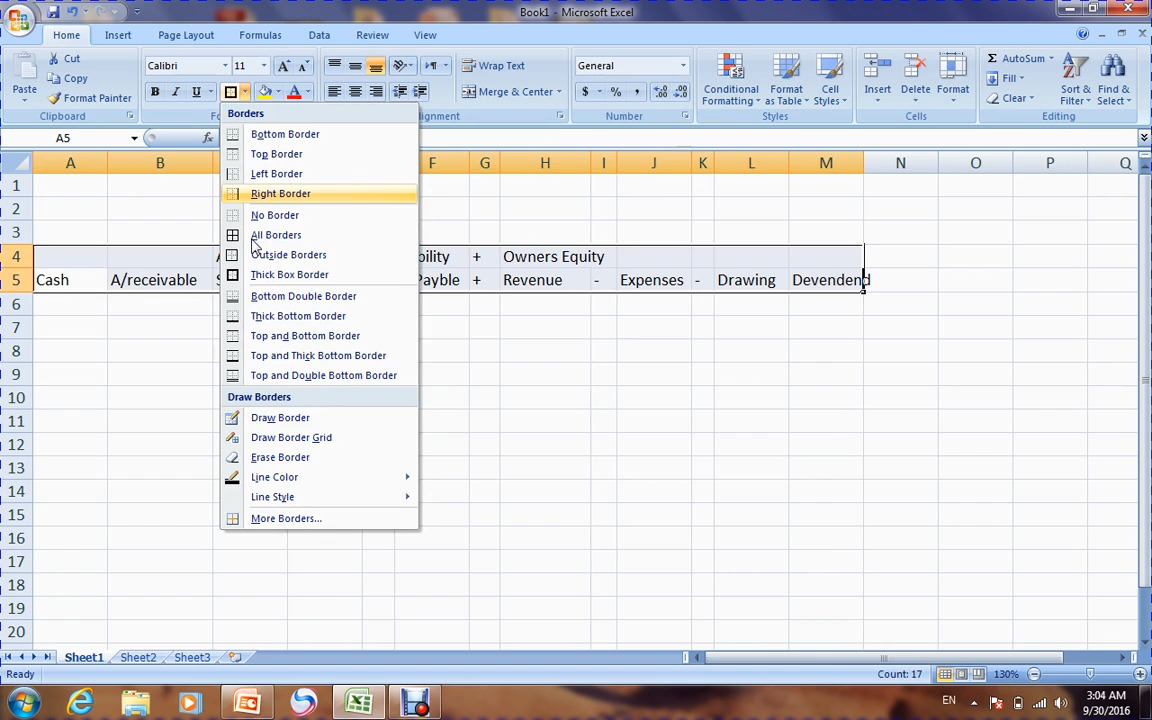 Book1 - Microsoft Excel
Home Insert Page Layout Formulas Data Review View
Paste
Cut
Copy
Format Painter
Clipboard
Calibri 11
B I U
A
Wrap Text
Merge & Center
General
$ % ,
Number
Conditional Formatting
Format as Table
Cell Styles
Styles
Insert
Delete
Format
Cells
AutoSum
Fill
Clear
Sort & Filter
Find & Select
Editing
A5
fx
A B F G H I J K L M N O P Q
Borders
Bottom Border
Top Border
Left Border
Right Border
No Border
All Borders
Outside Borders
Thick Box Border
Bottom Double Border
Thick Bottom Border
Top and Bottom Border
Top and Thick Bottom Border
Top and Double Bottom Border
Draw Borders
Draw Border
Draw Border Grid
Erase Border
Line Color
Line Style
More Borders...
1
2
3
4 + Owners Equity
5 Cash A/receivable + Revenue - Expenses - Drawing Devendend
6
7
8
9
10
11
12
13
14
15
16
17
18
19
20
Sheet1 Sheet2 Sheet3
Ready Count: 17 130%
EN 3:04 AM
9/30/2016